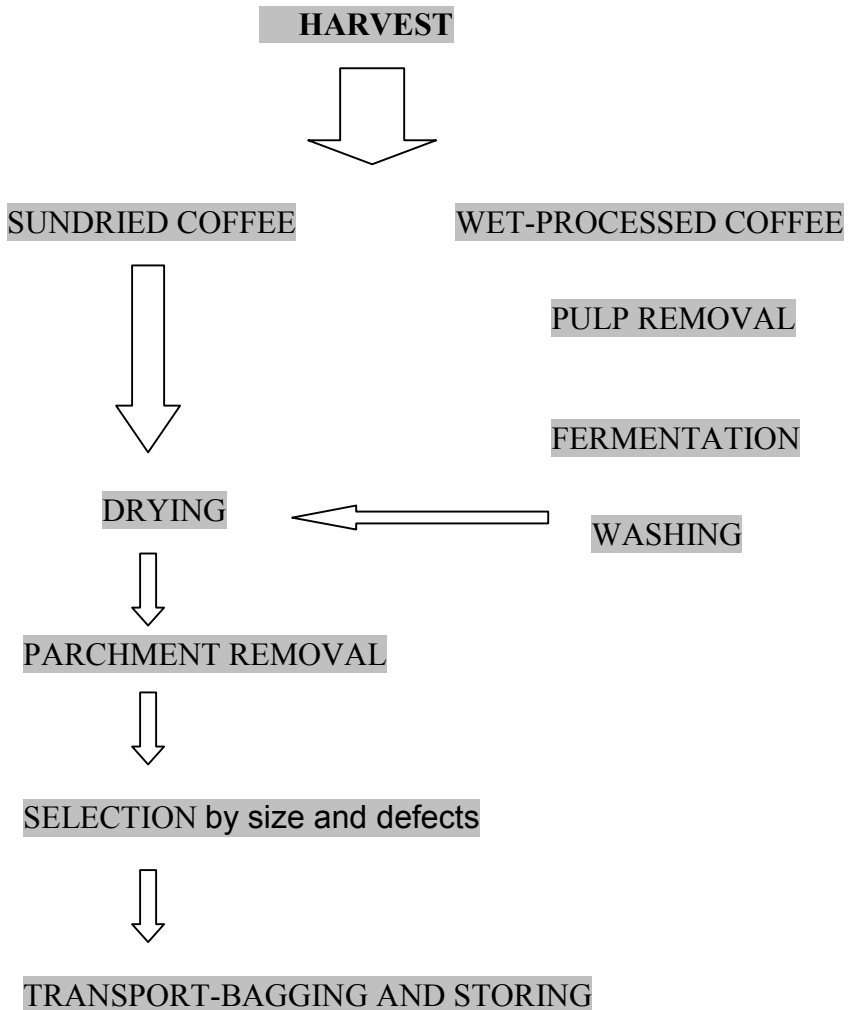 HARVEST
SUNDRIED COFFEE
WET-PROCESSED COFFEE
PULP REMOVAL
FERMENTATION
DRYING
WASHING
PARCHMENT REMOVAL
SELECTION by size and defects
TRANSPORT-BAGGING AND STORING